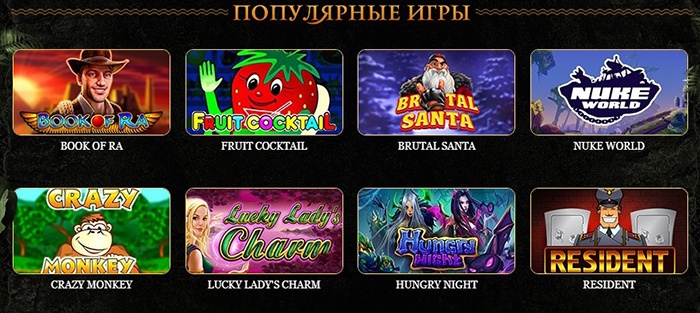 ПОПУЛЯРНЫЕ ИГРЫ
BOOK OF RA
FRUIT COCKTAIL
BRUTAL SANTA
NUKE WORLD
BOOK OF RA
FRUIT COCKTAIL
BRUTAL SANTA
NUKE WORLD
CRAZY MONKEY
Lucky Lady's Charm
Hungry Night
RESIDENT
CRAZY MONKEY
LUCKY LADY'S CHARM
HUNGRY NIGHT
RESIDENT